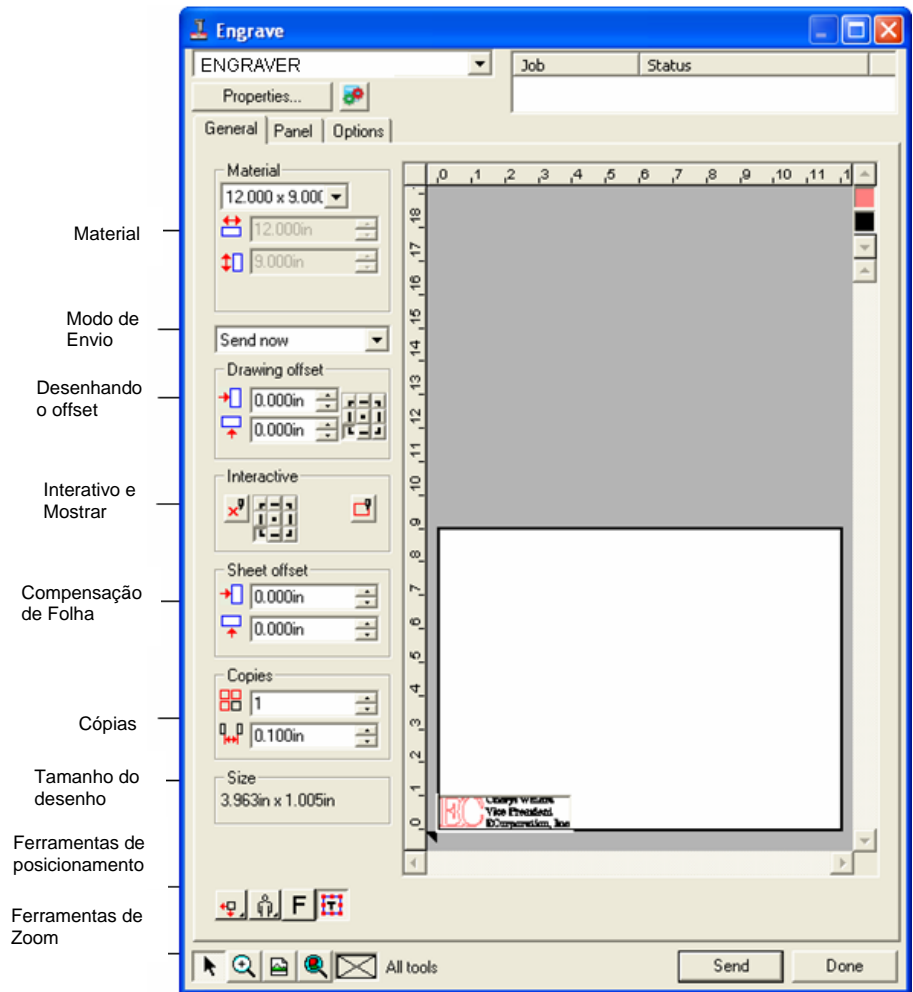 Engrave
ENGRAVER
Job Status
Properties...
General Panel Options
Material
12.000 x 9.00
12.000in
9.000in
Send now
Drawing offset
0.000in
0.000in
Interactive
Sheet offset
0.000in
0.000in
Copies
1
0.100in
Size
3.963in x 1.005in
F
T
All tools
Send Done
0 1 2 3 4 5 6 7 8 9 10 11 1
18
17
16
15
14
13
12
11
10
9
8
7
6
5
4
3
2
1
0
EC
Vice President
ECorporation, Inc
Material
Modo de
Envio
Desenhando
o offset
Interativo e
Mostrar
Compensação
de Folha
Cópias
Tamanho do
desenho
Ferramentas de
posicionamento
Ferramentas de
Zoom